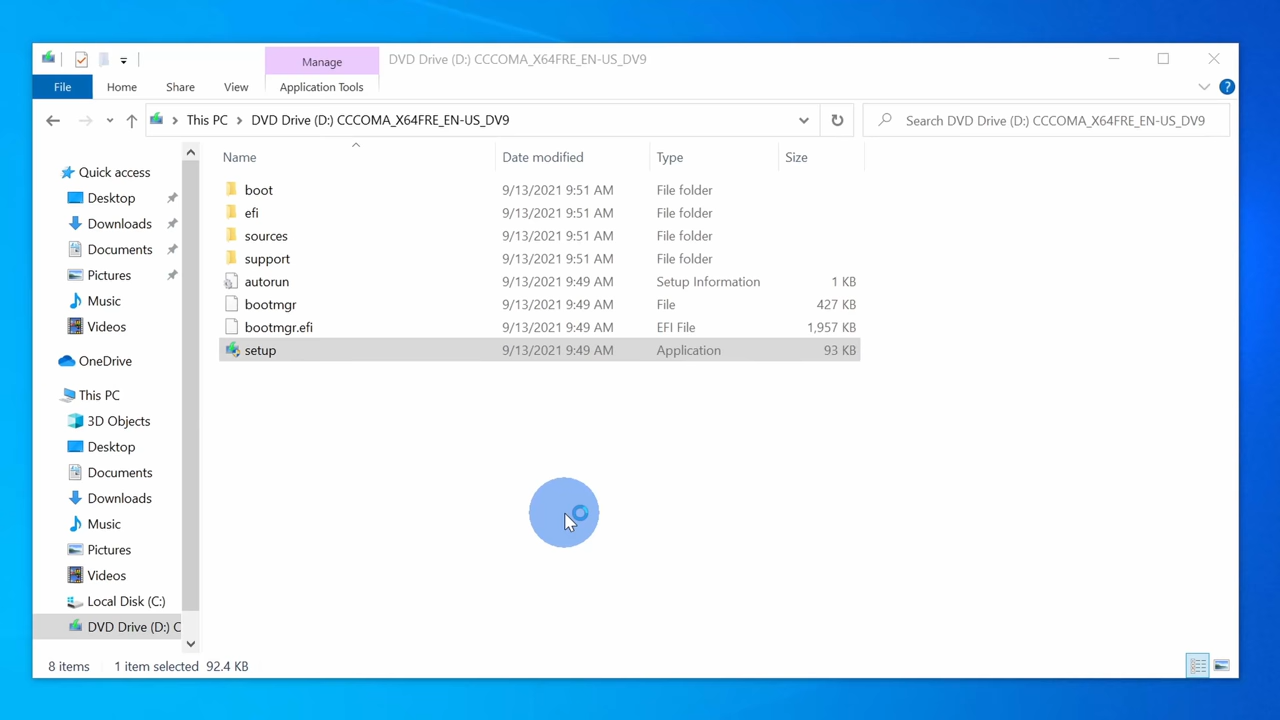 Manage
DVD Drive (D:) CCCOMA_X64FRE_EN-US_DV9
File
Home
Share
View
Application Tools
?
This PC
DVD Drive (D:) CCCOMA_X64FRE_EN-US_DV9
Search DVD Drive (D:) CCCOMA_X64FRE_EN-US_DV9
Name
Date modified
Type
Size
Quick access
Desktop
Downloads
Documents
Pictures
Music
Videos
OneDrive
This PC
3D Objects
Desktop
Documents
Downloads
Music
Pictures
Videos
Local Disk (C:)
DVD Drive (D:) C
boot 9/13/2021 9:51 AM File folder
efi 9/13/2021 9:51 AM File folder
sources 9/13/2021 9:51 AM File folder
support 9/13/2021 9:51 AM File folder
autorun 9/13/2021 9:49 AM Setup Information 1 KB
bootmgr 9/13/2021 9:49 AM File 427 KB
bootmgr.efi 9/13/2021 9:49 AM EFI File 1,957 KB
setup 9/13/2021 9:49 AM Application 93 KB
8 items 1 item selected 92.4 KB